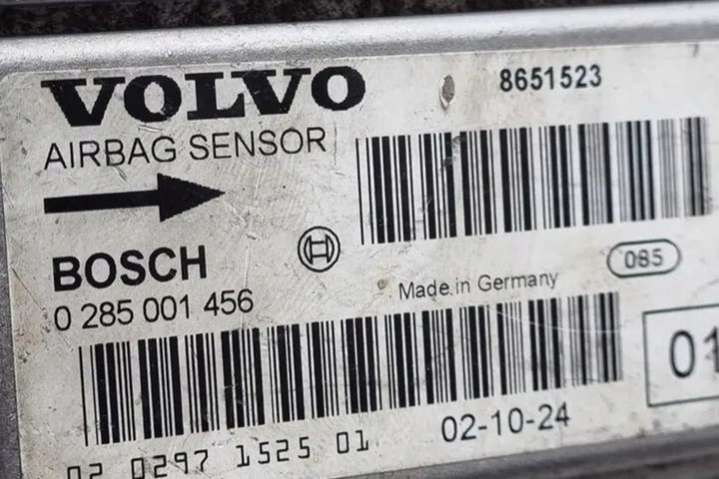 VOLVO
8651523
AIRBAG SENSOR
BOSCH
085
0 285 001 456
Made in Germany
01
02-10-24
02 0297 1525 01